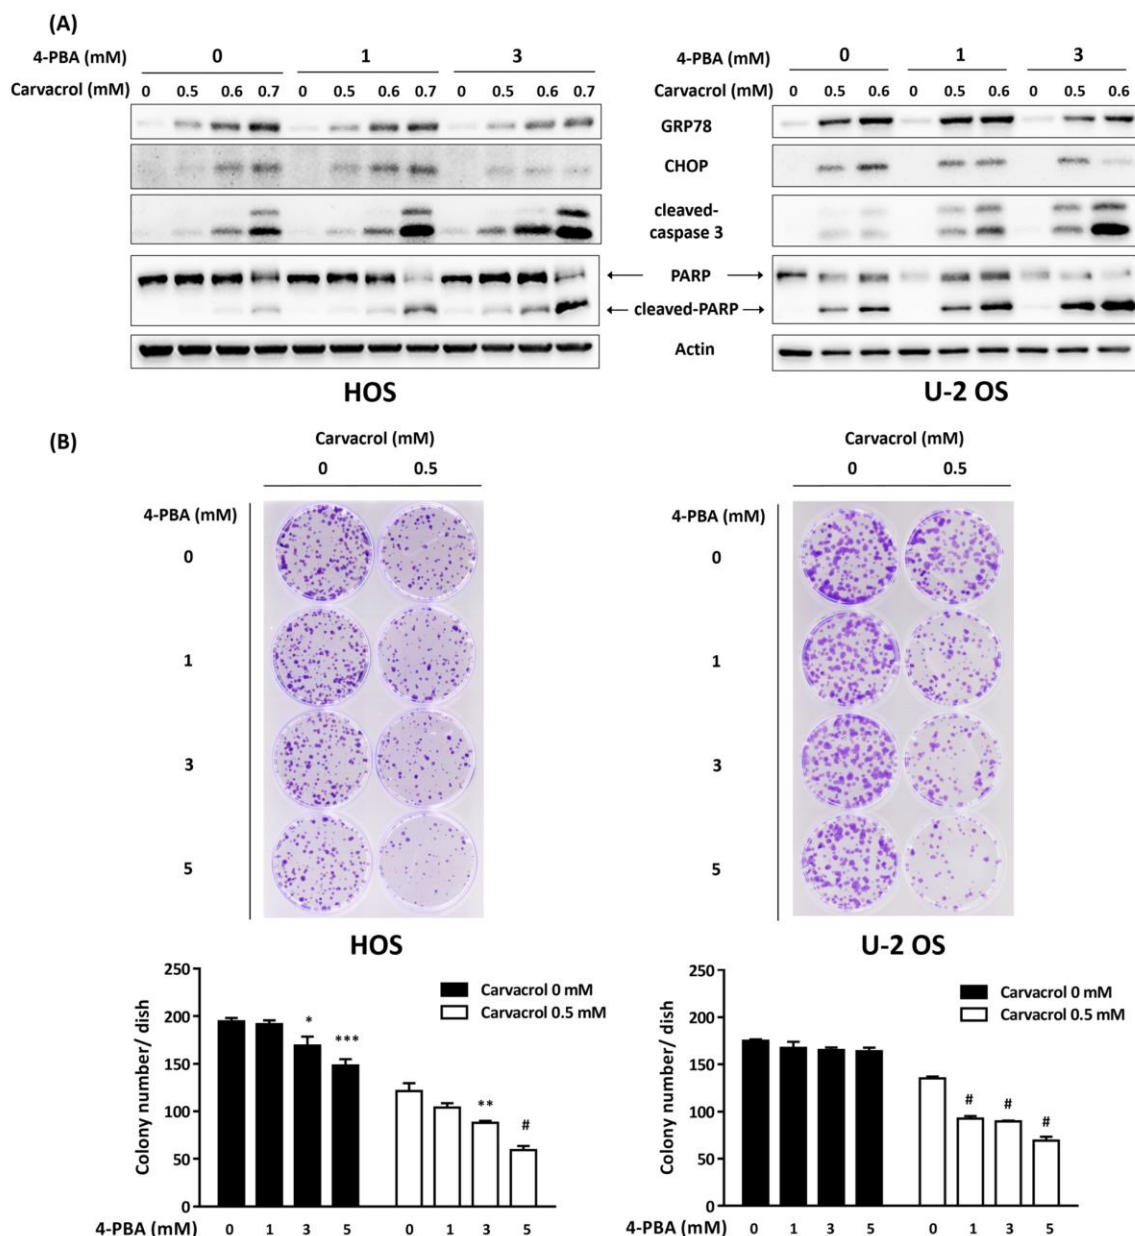 (A)
4-PBA (mM) 0 1 3
Carvacrol (mM) 0 0.5 0.6 0.7 0 0.5 0.6 0.7 0 0.5 0.6 0.7
4-PBA (mM) 0 1 3
Carvacrol (mM) 0 0.5 0.6 0 0.5 0.6 0 0.5 0.6
GRP78
CHOP
cleaved-
caspase 3
PARP
cleaved-PARP
Actin
HOS
U-2 OS
(B)
Carvacrol (mM)
0 0.5
4-PBA (mM)
0
1
3
5
HOS
Carvacrol (mM)
0 0.5
4-PBA (mM)
0
1
3
5
U-2 OS
Colony number/ dish
250
200
150
100
50
0
Carvacrol 0 mM
Carvacrol 0.5 mM
* *** ** #
4-PBA (mM) 0 1 3 5 0 1 3 5
Colony number/ dish
250
200
150
100
50
0
Carvacrol 0 mM
Carvacrol 0.5 mM
# # #
4-PBA (mM) 0 1 3 5 0 1 3 5